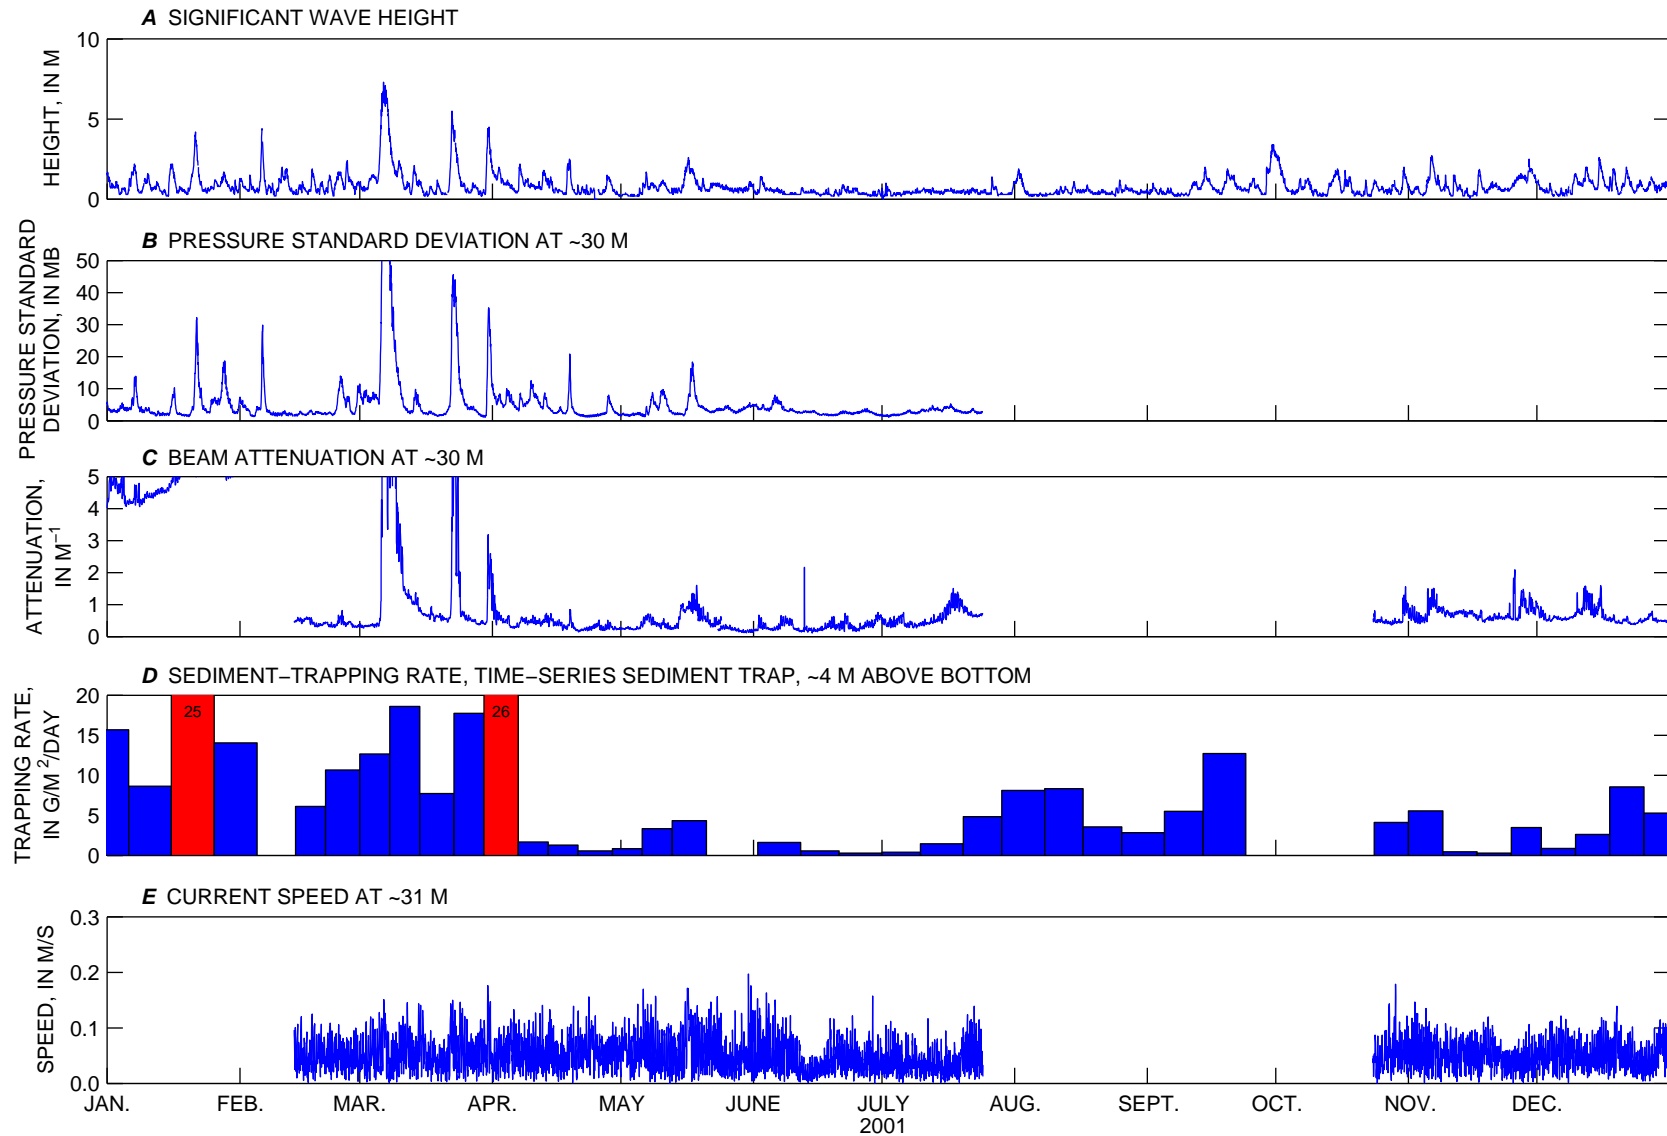 A SIGNIFICANT WAVE HEIGHT
HEIGHT, IN M
10
5
0
B PRESSURE STANDARD DEVIATION AT ~30 M
PRESSURE STANDARD
DEVIATION, IN MB
50
40
30
20
10
0
C BEAM ATTENUATION AT ~30 M
ATTENUATION,
IN M⁻¹
5
4
3
2
1
0
D SEDIMENT−TRAPPING RATE, TIME−SERIES SEDIMENT TRAP, ~4 M ABOVE BOTTOM
TRAPPING RATE,
IN G/M ²/DAY
20
15
10
5
0
25
26
E CURRENT SPEED AT ~31 M
SPEED, IN M/S
0.3
0.2
0.1
0.0
JAN. FEB. MAR. APR. MAY JUNE JULY AUG. SEPT. OCT. NOV. DEC.
2001